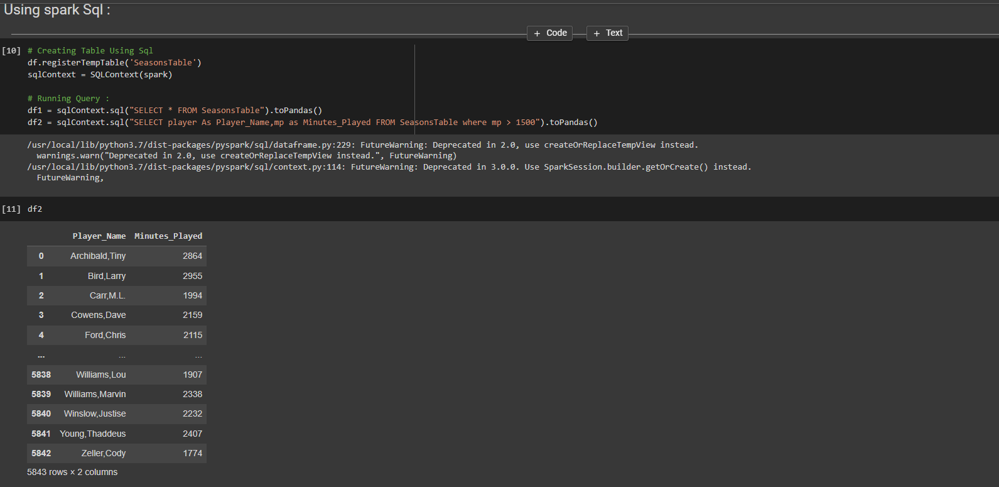 Using spark Sql :
+ Code + Text
[10] # Creating Table Using Sql
df.registerTempTable('SeasonsTable')
sqlContext = SQLContext(spark)
# Running Query :
df1 = sqlContext.sql("SELECT * FROM SeasonsTable").toPandas()
df2 = sqlContext.sql("SELECT player As Player_Name,mp as Minutes_Played FROM SeasonsTable where mp > 1500").toPandas()
/usr/local/lib/python3.7/dist-packages/pyspark/sql/dataframe.py:229: FutureWarning: Deprecated in 2.0, use createOrReplaceTempView instead.
warnings.warn("Deprecated in 2.0, use createOrReplaceTempView instead.", FutureWarning)
/usr/local/lib/python3.7/dist-packages/pyspark/sql/context.py:114: FutureWarning: Deprecated in 3.0.0. Use SparkSession.builder.getOrCreate() instead.
FutureWarning,
[11] df2
Player_Name Minutes_Played
0 Archibald,Tiny 2864
1 Bird,Larry 2955
2 Carr,M.L. 1994
3 Cowens,Dave 2159
4 Ford,Chris 2115
... ... ...
5838 Williams,Lou 1907
5839 Williams,Marvin 2338
5840 Winslow,Justise 2232
5841 Young,Thaddeus 2407
5842 Zeller,Cody 1774
5843 rows × 2 columns